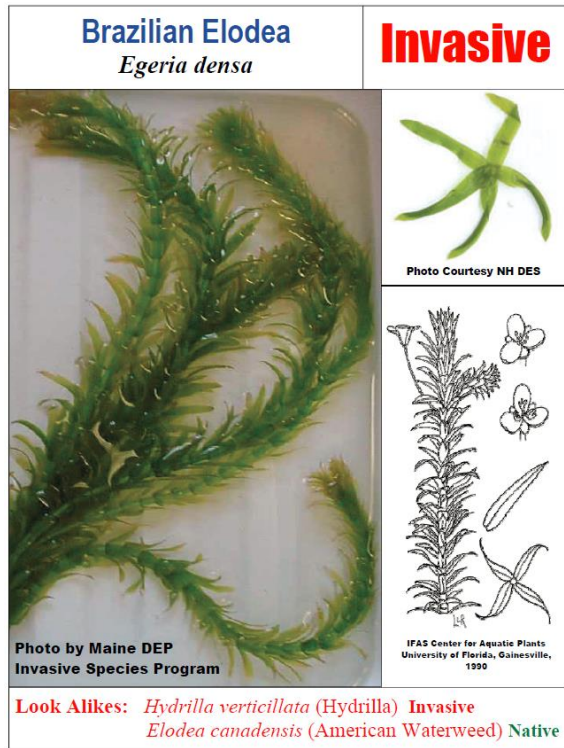 Brazilian Elodea
Egeria densa
Invasive
Photo Courtesy NH DES
Photo by Maine DEP
Invasive Species Program
IFAS Center for Aquatic Plants
University of Florida, Gainesville,
1990
Look Alikes: Hydrilla verticillata (Hydrilla) Invasive
Elodea canadensis (American Waterweed) Native